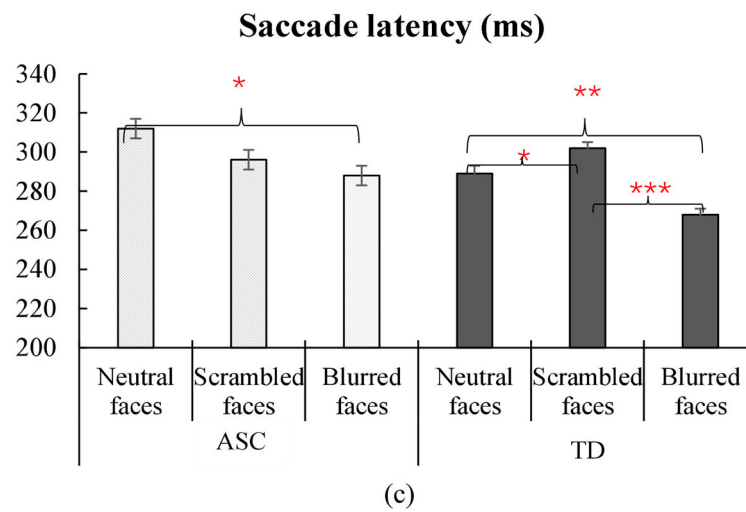 Saccade latency (ms)
340
320
300
280
260
240
220
200
*
**
*
***
Neutral faces
Scrambled faces
Blurred faces
Neutral faces
Scrambled faces
Blurred faces
ASC
TD
(c)